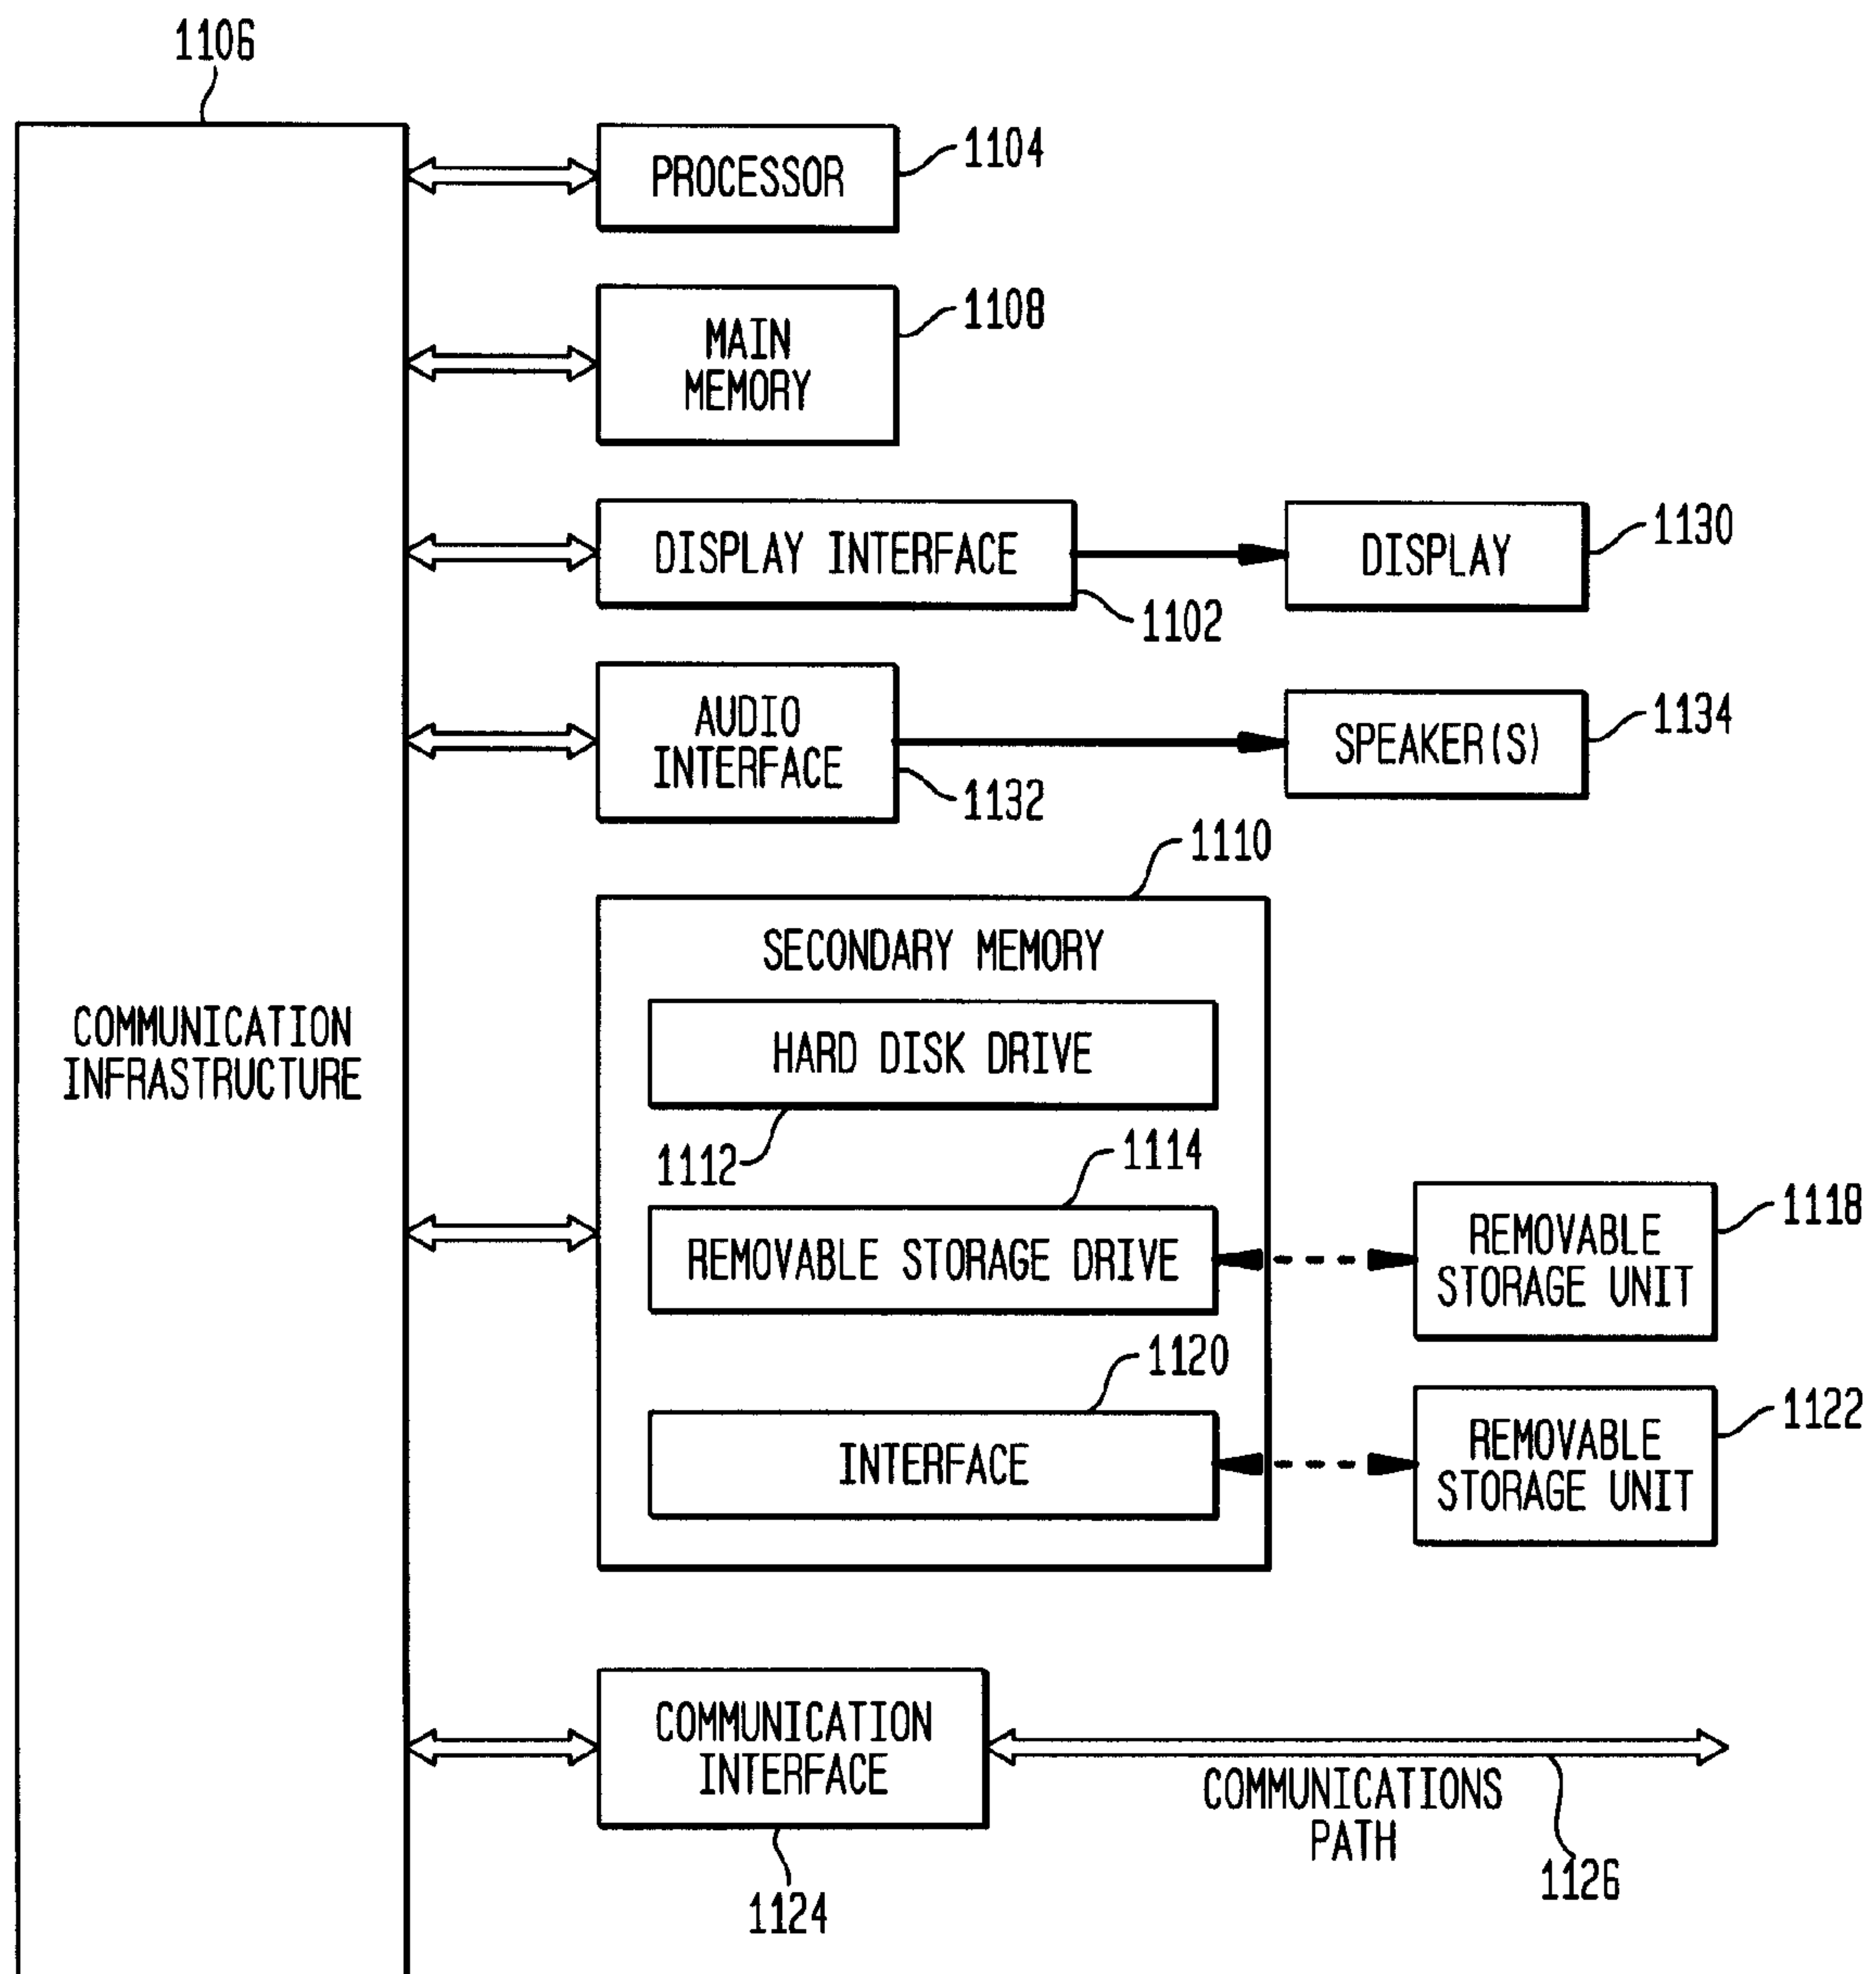 1106
PROCESSOR
1104
MAIN
MEMORY
1108
DISPLAY INTERFACE
1102
DISPLAY
1130
AUDIO
INTERFACE
1132
SPEAKER(S)
1134
1110
SECONDARY MEMORY
HARD DISK DRIVE
1112
COMMUNICATION
INFRASTRUCTURE
1114
REMOVABLE STORAGE DRIVE
REMOVABLE
STORAGE UNIT
1118
1120
INTERFACE
REMOVABLE
STORAGE UNIT
1122
COMMUNICATION
INTERFACE
1124
COMMUNICATIONS
PATH
1126